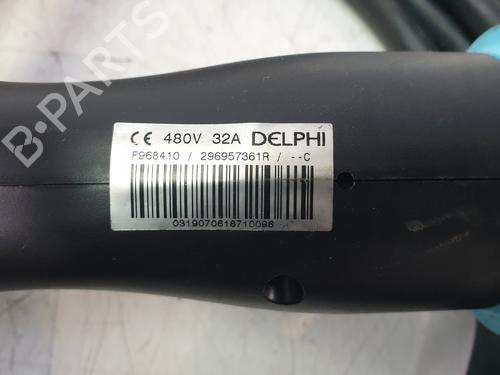 CE 480V 32A DELPHI
F968410 / 296957361R / --C
0319070618710096
B-PARTS